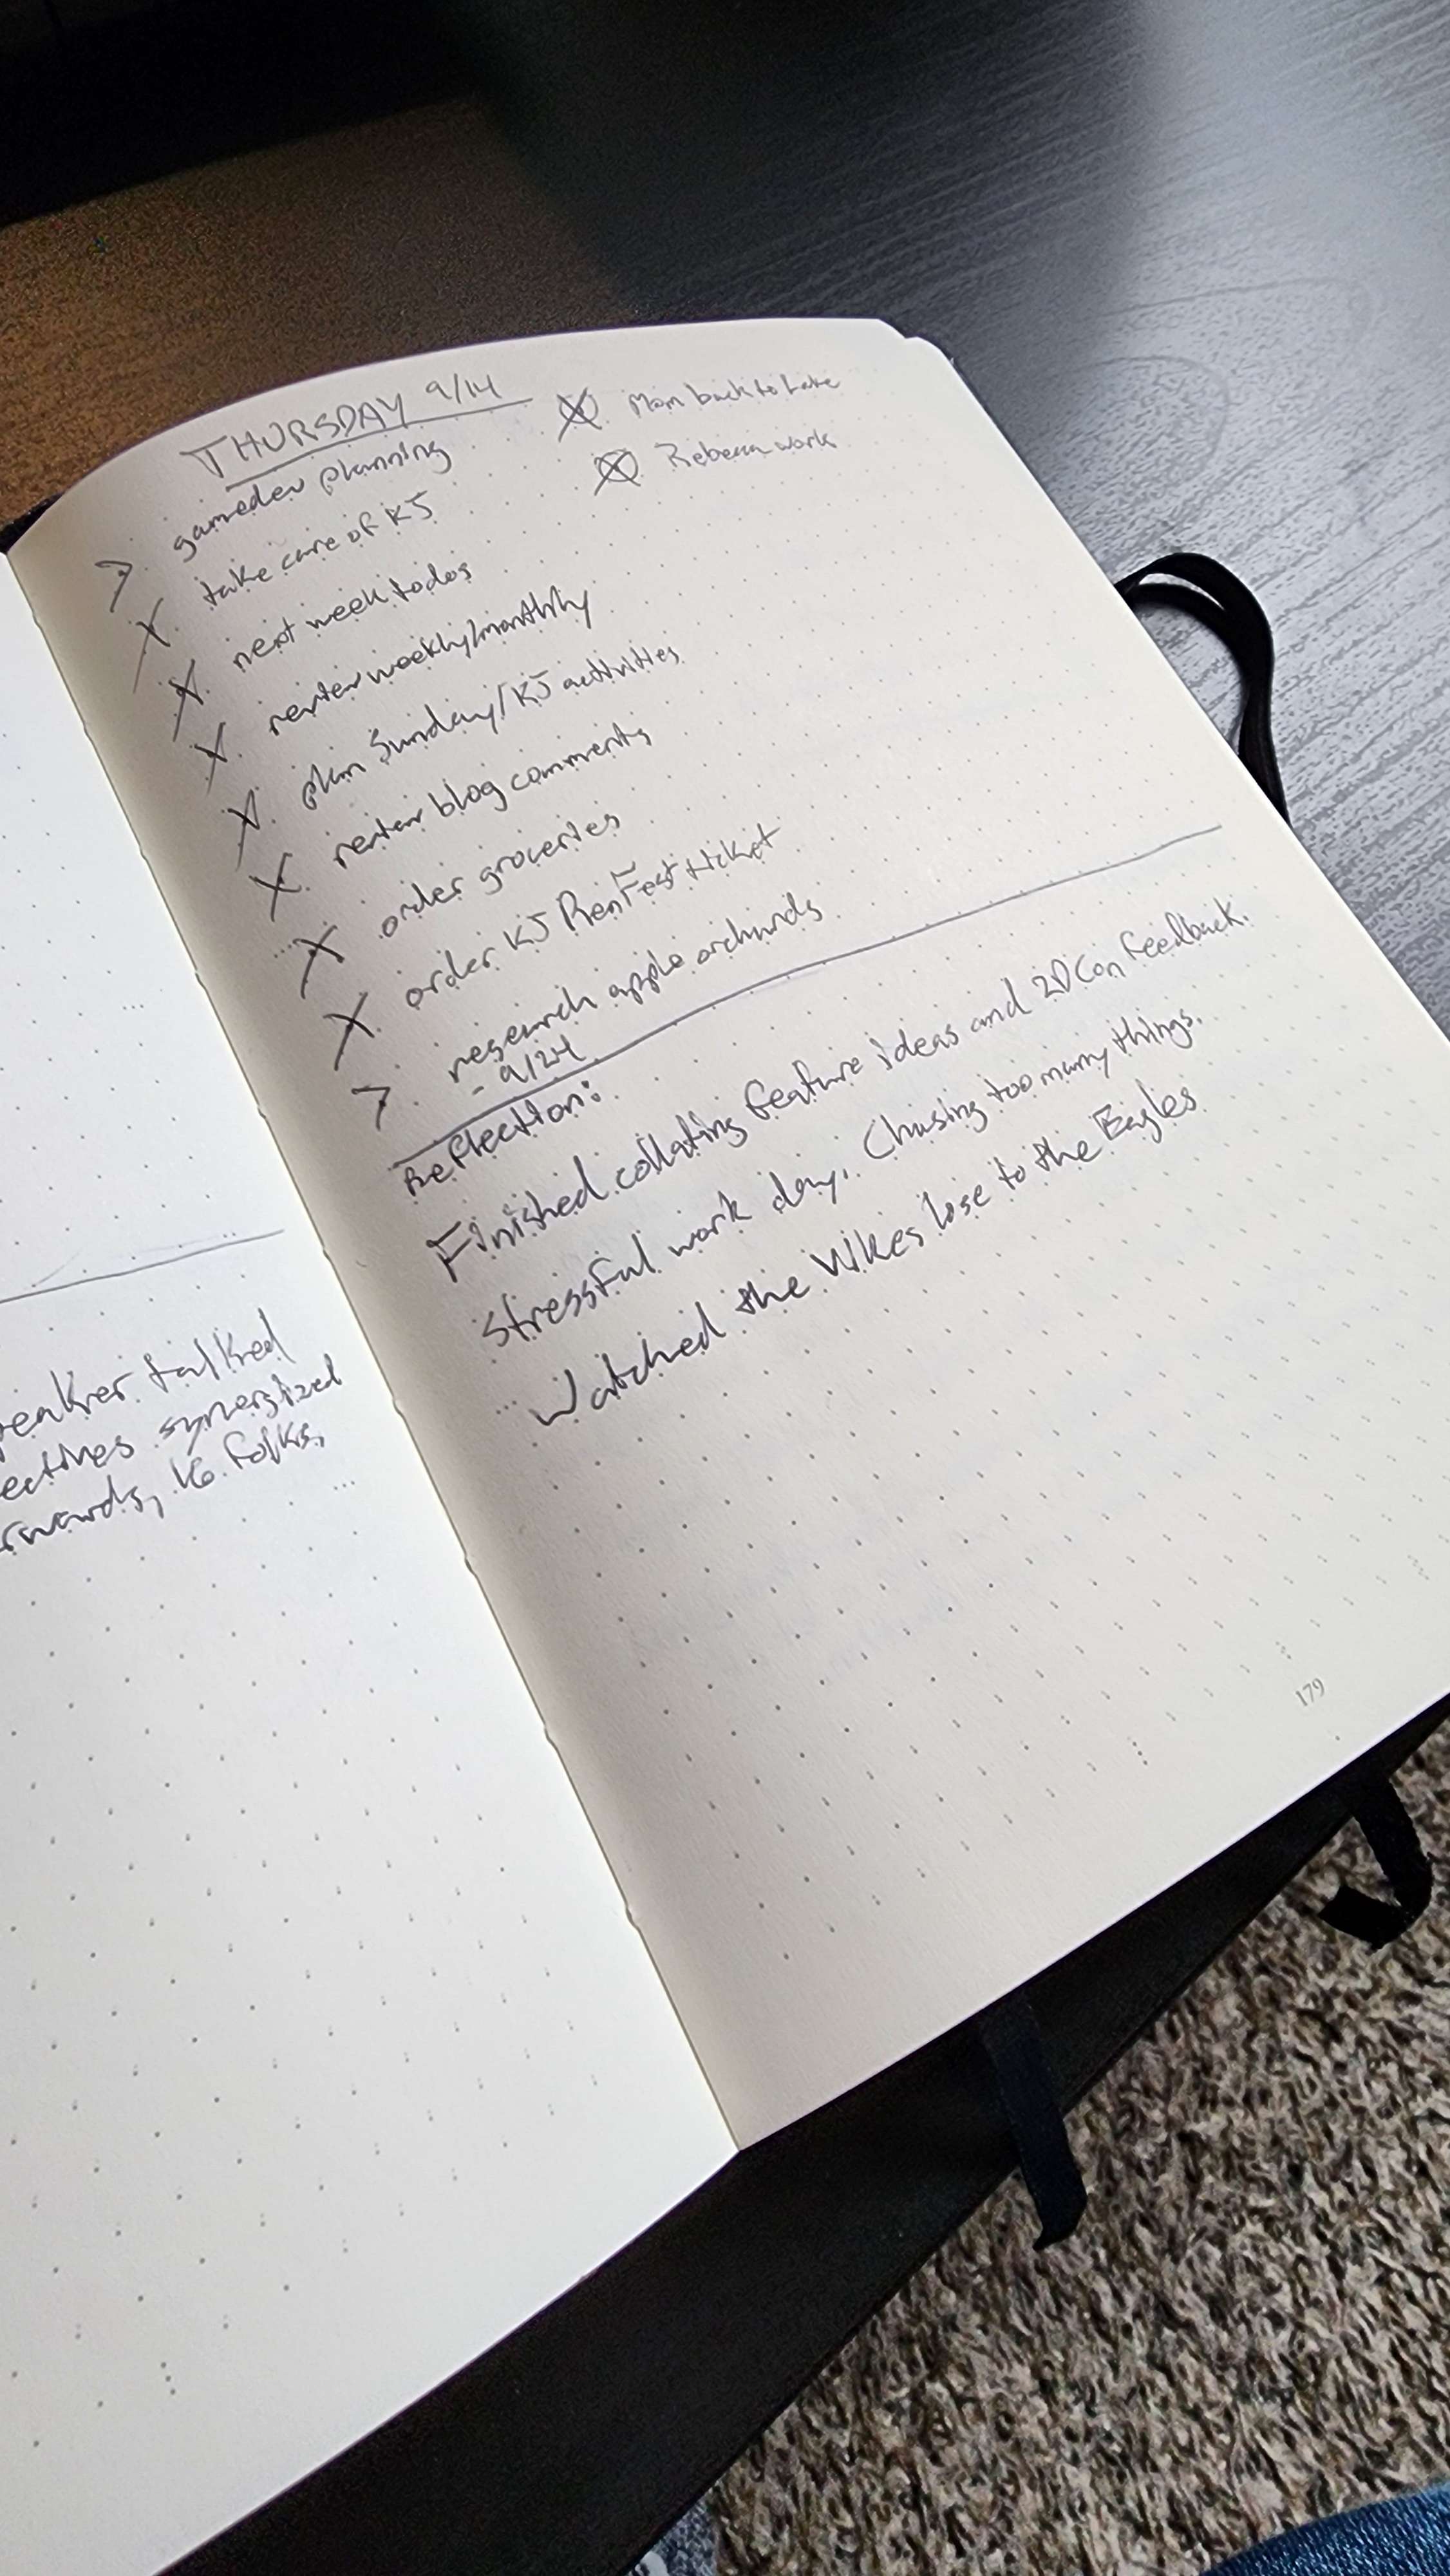 reaker talked
ectives synergized
rwards, 16 folks,
THURSDAY 9/14
> gamedev planning
X take care of KJ
X next week todos
X review weekly/monthly
X plan Sunday/KJ activities
X review blog comments
X order groceries
X order KJ RenFest ticket
> research apple orchards
- 9/24
Mom back to Lake
Rebecca work
Reflection:
Finished collating feature ideas and 2DCon feedback.
Stressful work day. Chasing too many things.
Watched the Vikes lose to the Eagles
179